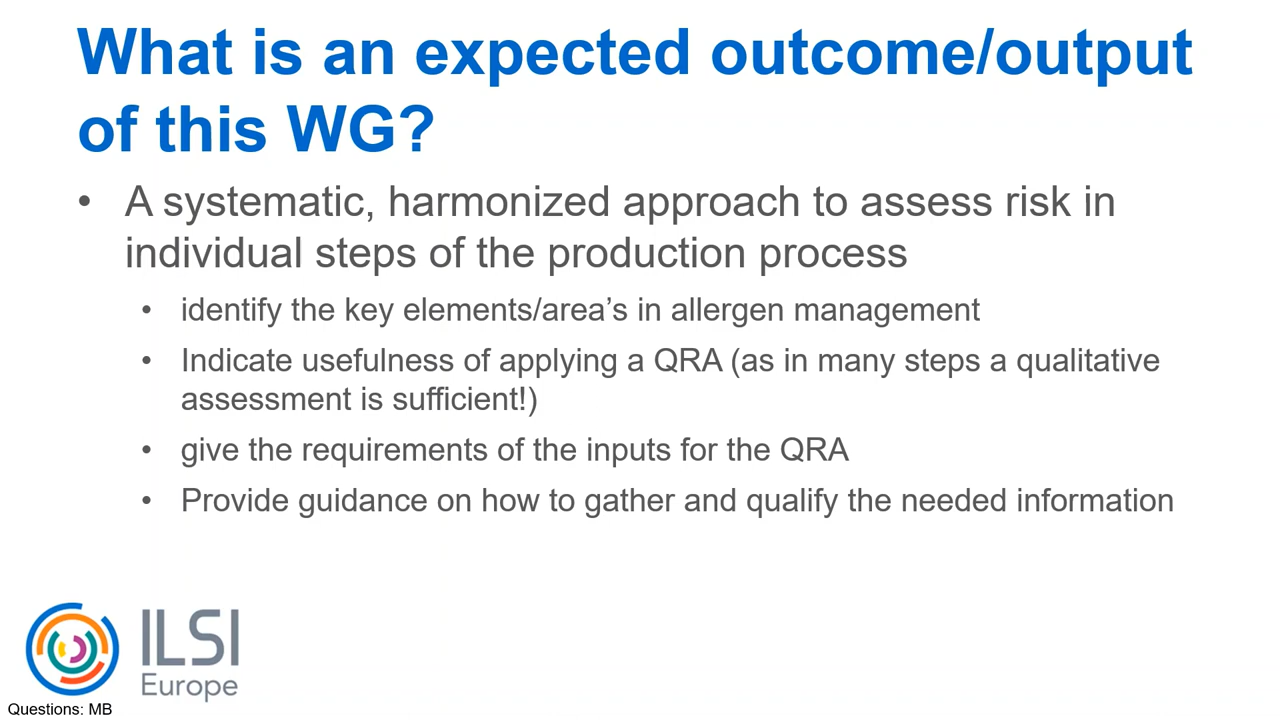 What is an expected outcome/output
of this WG?
• A systematic, harmonized approach to assess risk in
individual steps of the production process
• identify the key elements/area’s in allergen management
• Indicate usefulness of applying a QRA (as in many steps a qualitative
assessment is sufficient!)
• give the requirements of the inputs for the QRA
• Provide guidance on how to gather and qualify the needed information
ILSI
Europe
Questions: MB